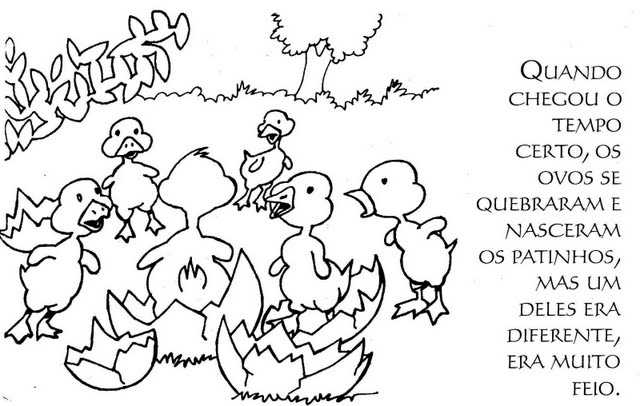 QUANDO
CHEGOU O
TEMPO
CERTO, OS
OVOS SE
QUEBRARAM E
NASCERAM
OS PATINHOS,
MAS UM
DELES ERA
DIFERENTE,
ERA MUITO
FEIO.